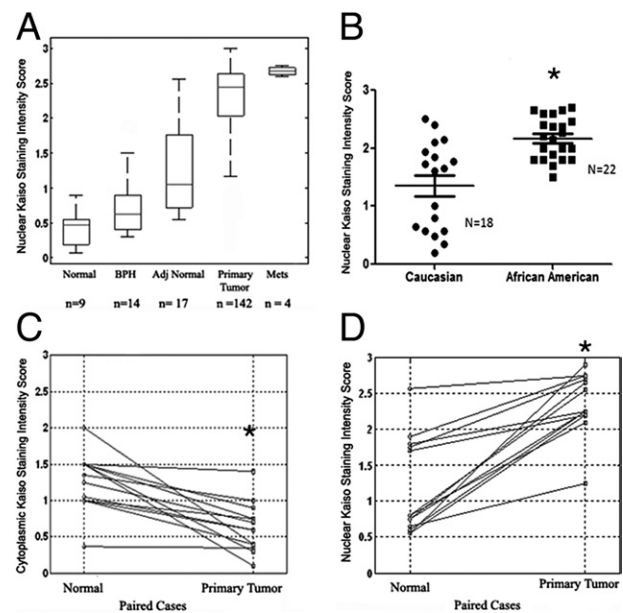 A
Nuclear Kaiso Staining Intensity Score
3
2.5
2
1.5
1
0.5
0
Normal BPH Adj Normal Primary Tumor Mets
n=9 n=14 n= 17 n =142 n = 4
B
Nuclear Kaiso Staining Intensity Score
4
3
2
1
0
*
N=18
N=22
Caucasian African American
C
Cytoplasmic Kaiso Staining Intensity Score
3
2.5
2
1.5
1
0.5
0
*
Normal Primary Tumor
Paired Cases
D
Nuclear Kaiso Staining Intensity Score
3
2.5
2
1.5
1
0.5
0
*
Normal Primary Tumor
Paired Cases